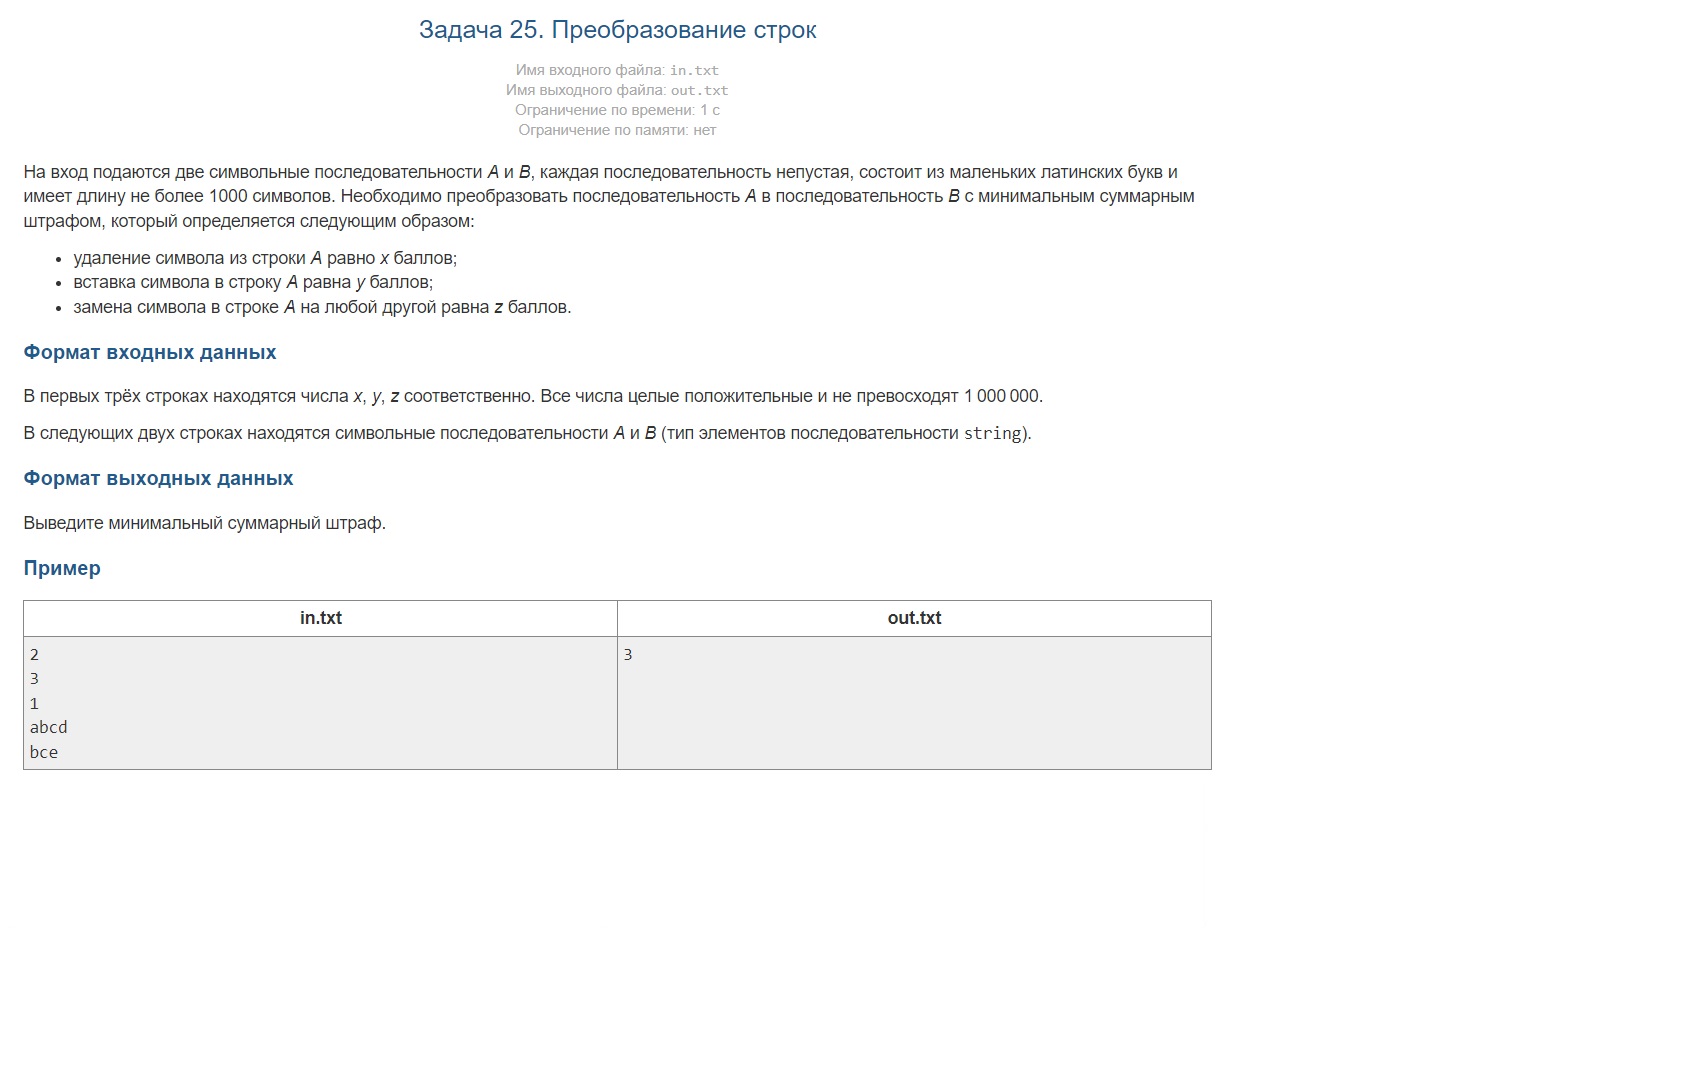 Задача 25. Преобразование строк
Имя входного файла: in.txt
Имя выходного файла: out.txt
Ограничение по времени: 1 с
Ограничение по памяти: нет
На вход подаются две символьные последовательности A и B, каждая последовательность непустая, состоит из маленьких латинских букв и
имеет длину не более 1000 символов. Необходимо преобразовать последовательность A в последовательность B с минимальным суммарным
штрафом, который определяется следующим образом:
• удаление символа из строки A равно x баллов;
• вставка символа в строку A равна y баллов;
• замена символа в строке A на любой другой равна z баллов.
Формат входных данных
В первых трёх строках находятся числа x, y, z соответственно. Все числа целые положительные и не превосходят 1 000 000.
В следующих двух строках находятся символьные последовательности A и B (тип элементов последовательности string).
Формат выходных данных
Выведите минимальный суммарный штраф.
Пример
in.txt out.txt
2 3
3
1
abcd
bce